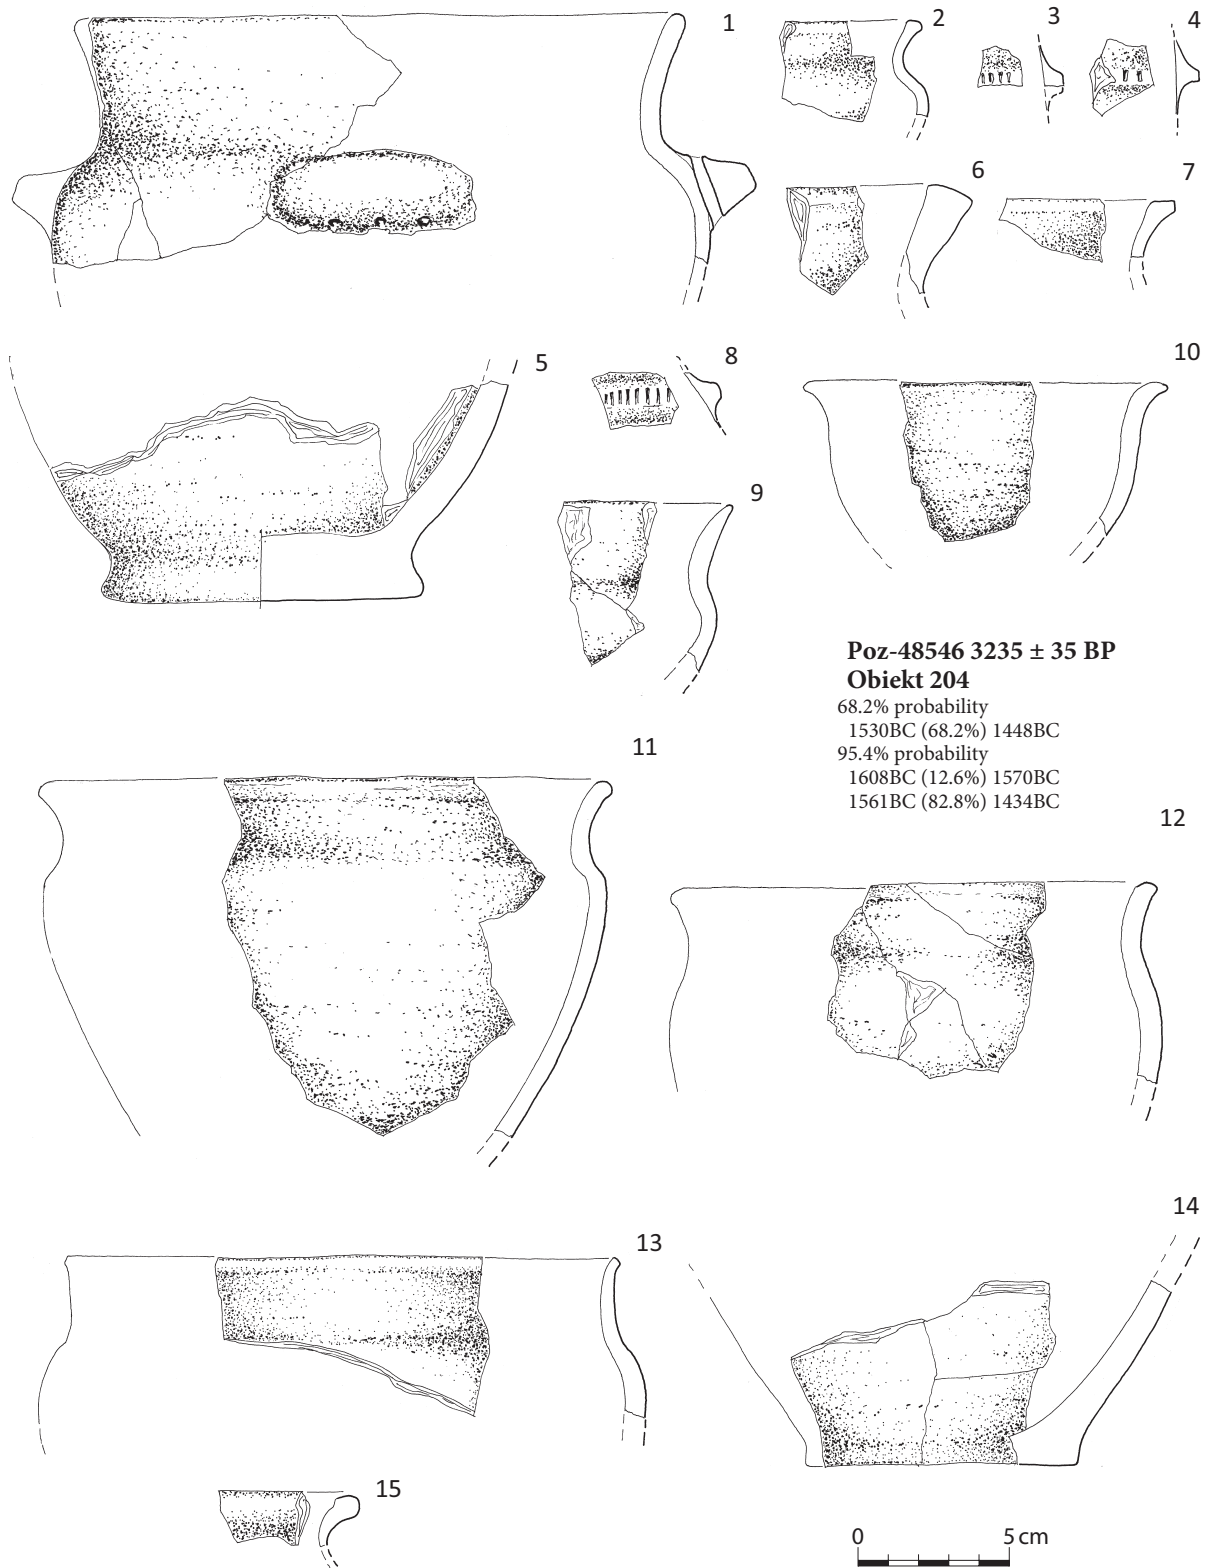 1
2
3
4
6
7
5
8
9
10
Poz-48546 3235 ± 35 BP
Obiekt 204
68.2% probability
1530BC (68.2%) 1448BC
95.4% probability
1608BC (12.6%) 1570BC
1561BC (82.8%) 1434BC
11
12
13
14
15
0 5 cm